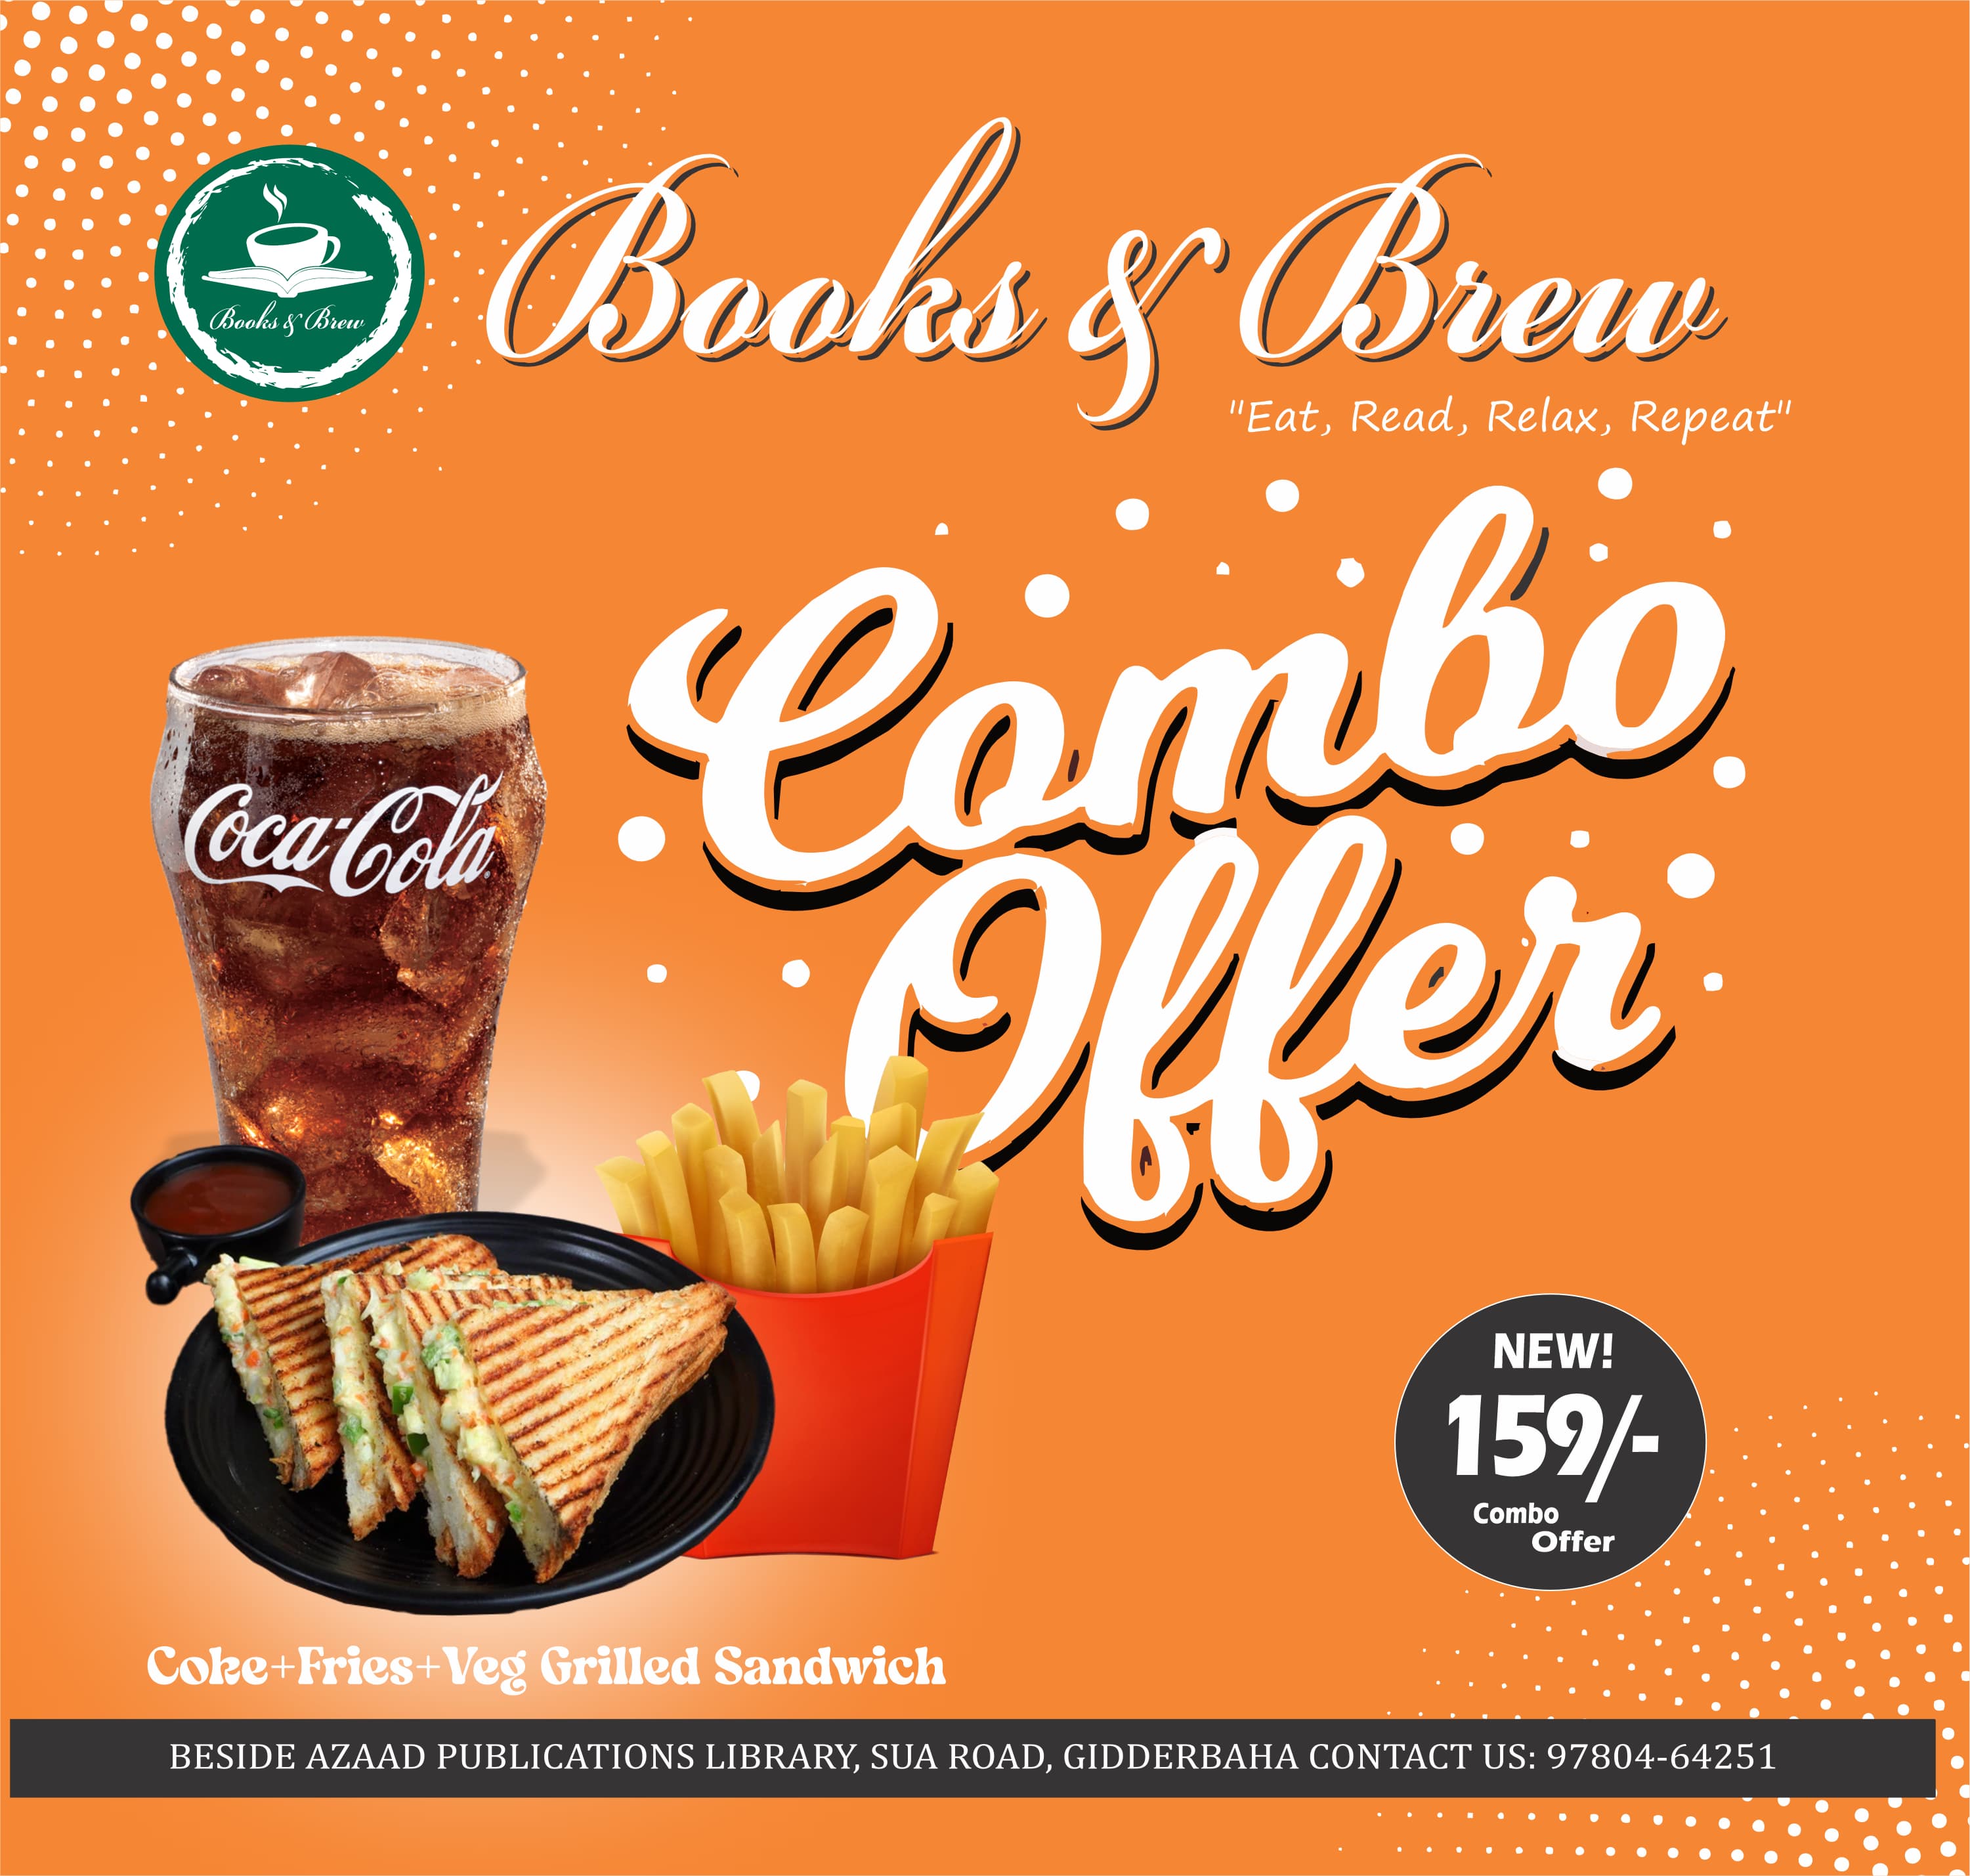 Books & Brew
Books & Brew
"Eat, Read, Relax, Repeat"
Combo
Offer
Coca-Cola
NEW!
159/-
Combo
Offer
Coke+Fries+Veg Grilled Sandwich
BESIDE AZAAD PUBLICATIONS LIBRARY, SUA ROAD, GIDDERBAHA CONTACT US: 97804-64251